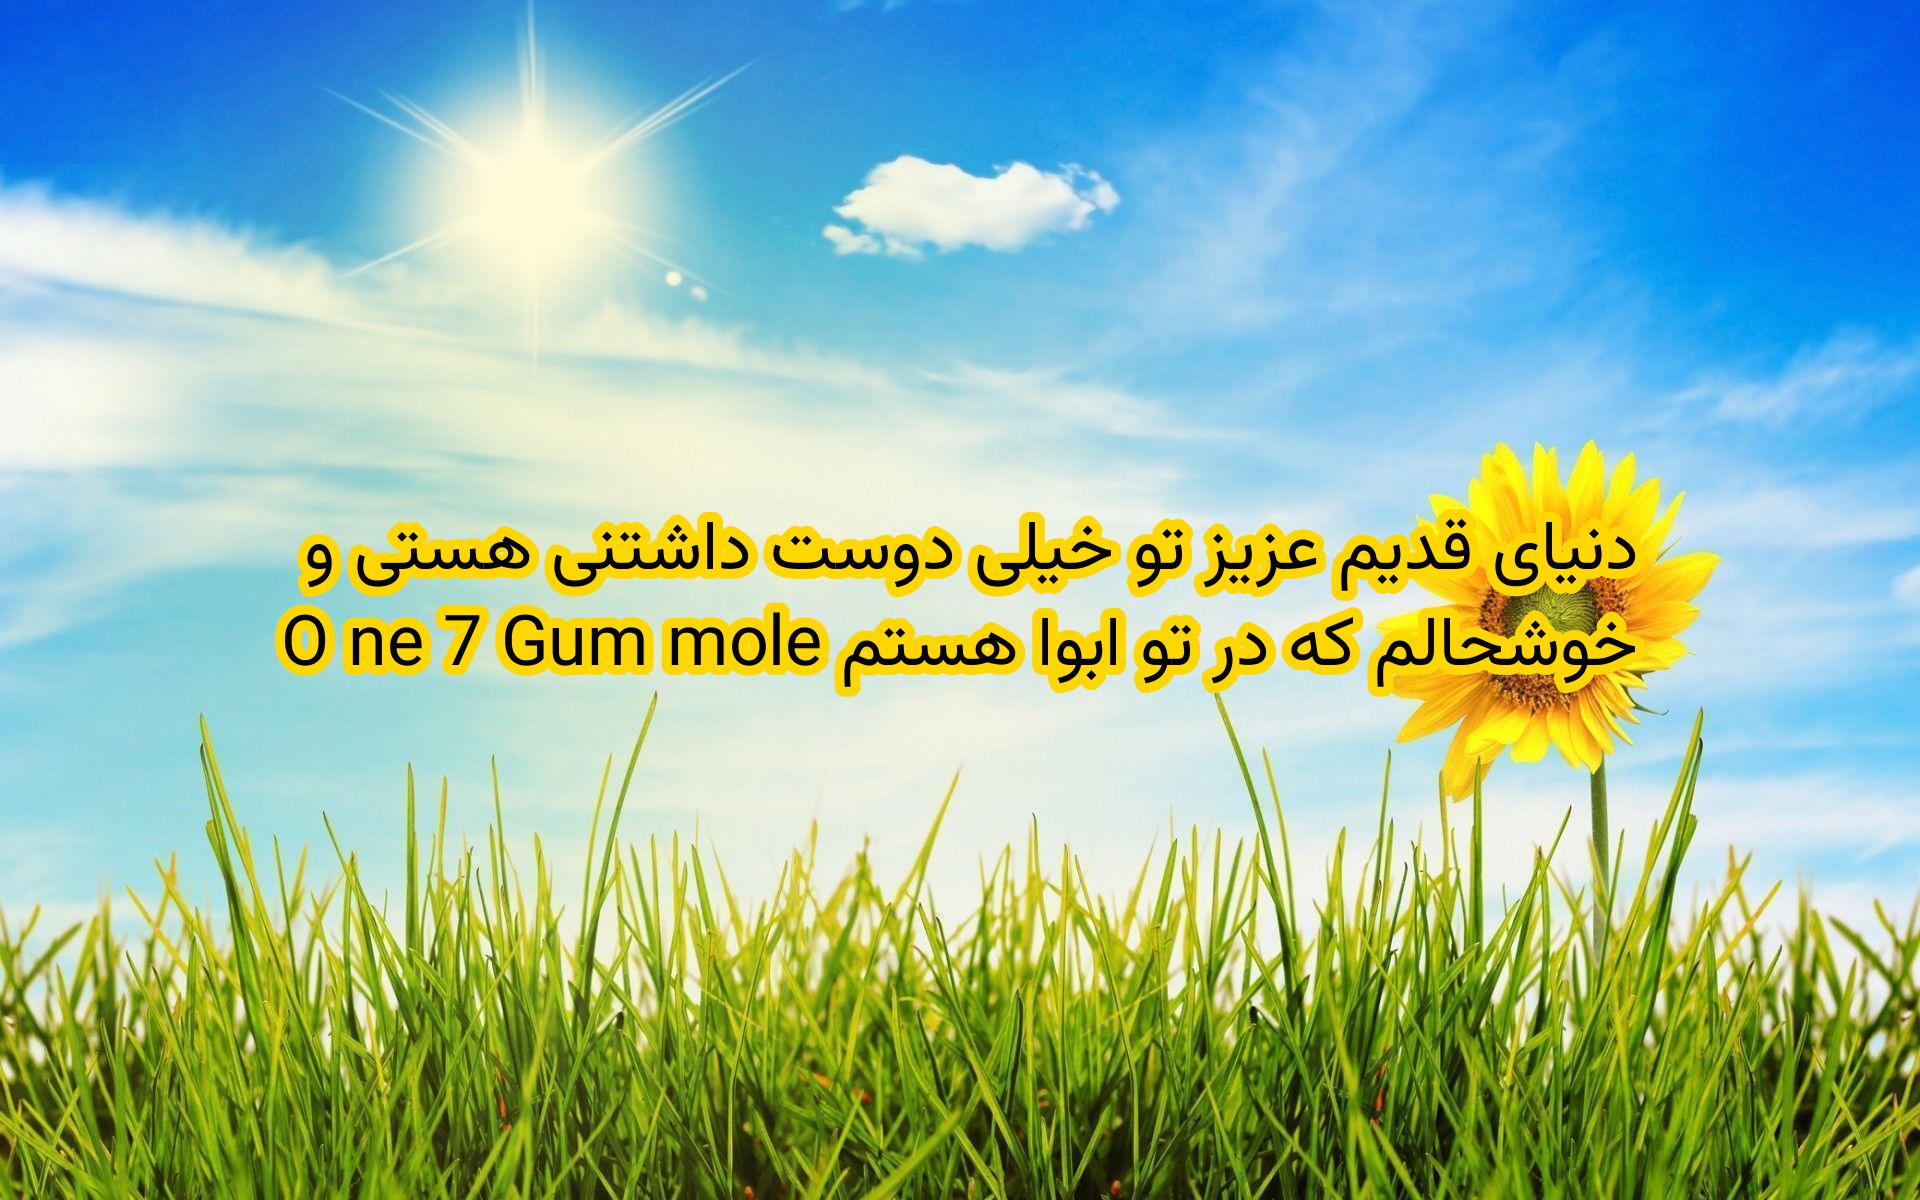 دنیای قدیم عزیز تو خیلی دوست داشتنی هستی و
خوشحالم که در تو ابوا هستم O ne 7 Gum mole